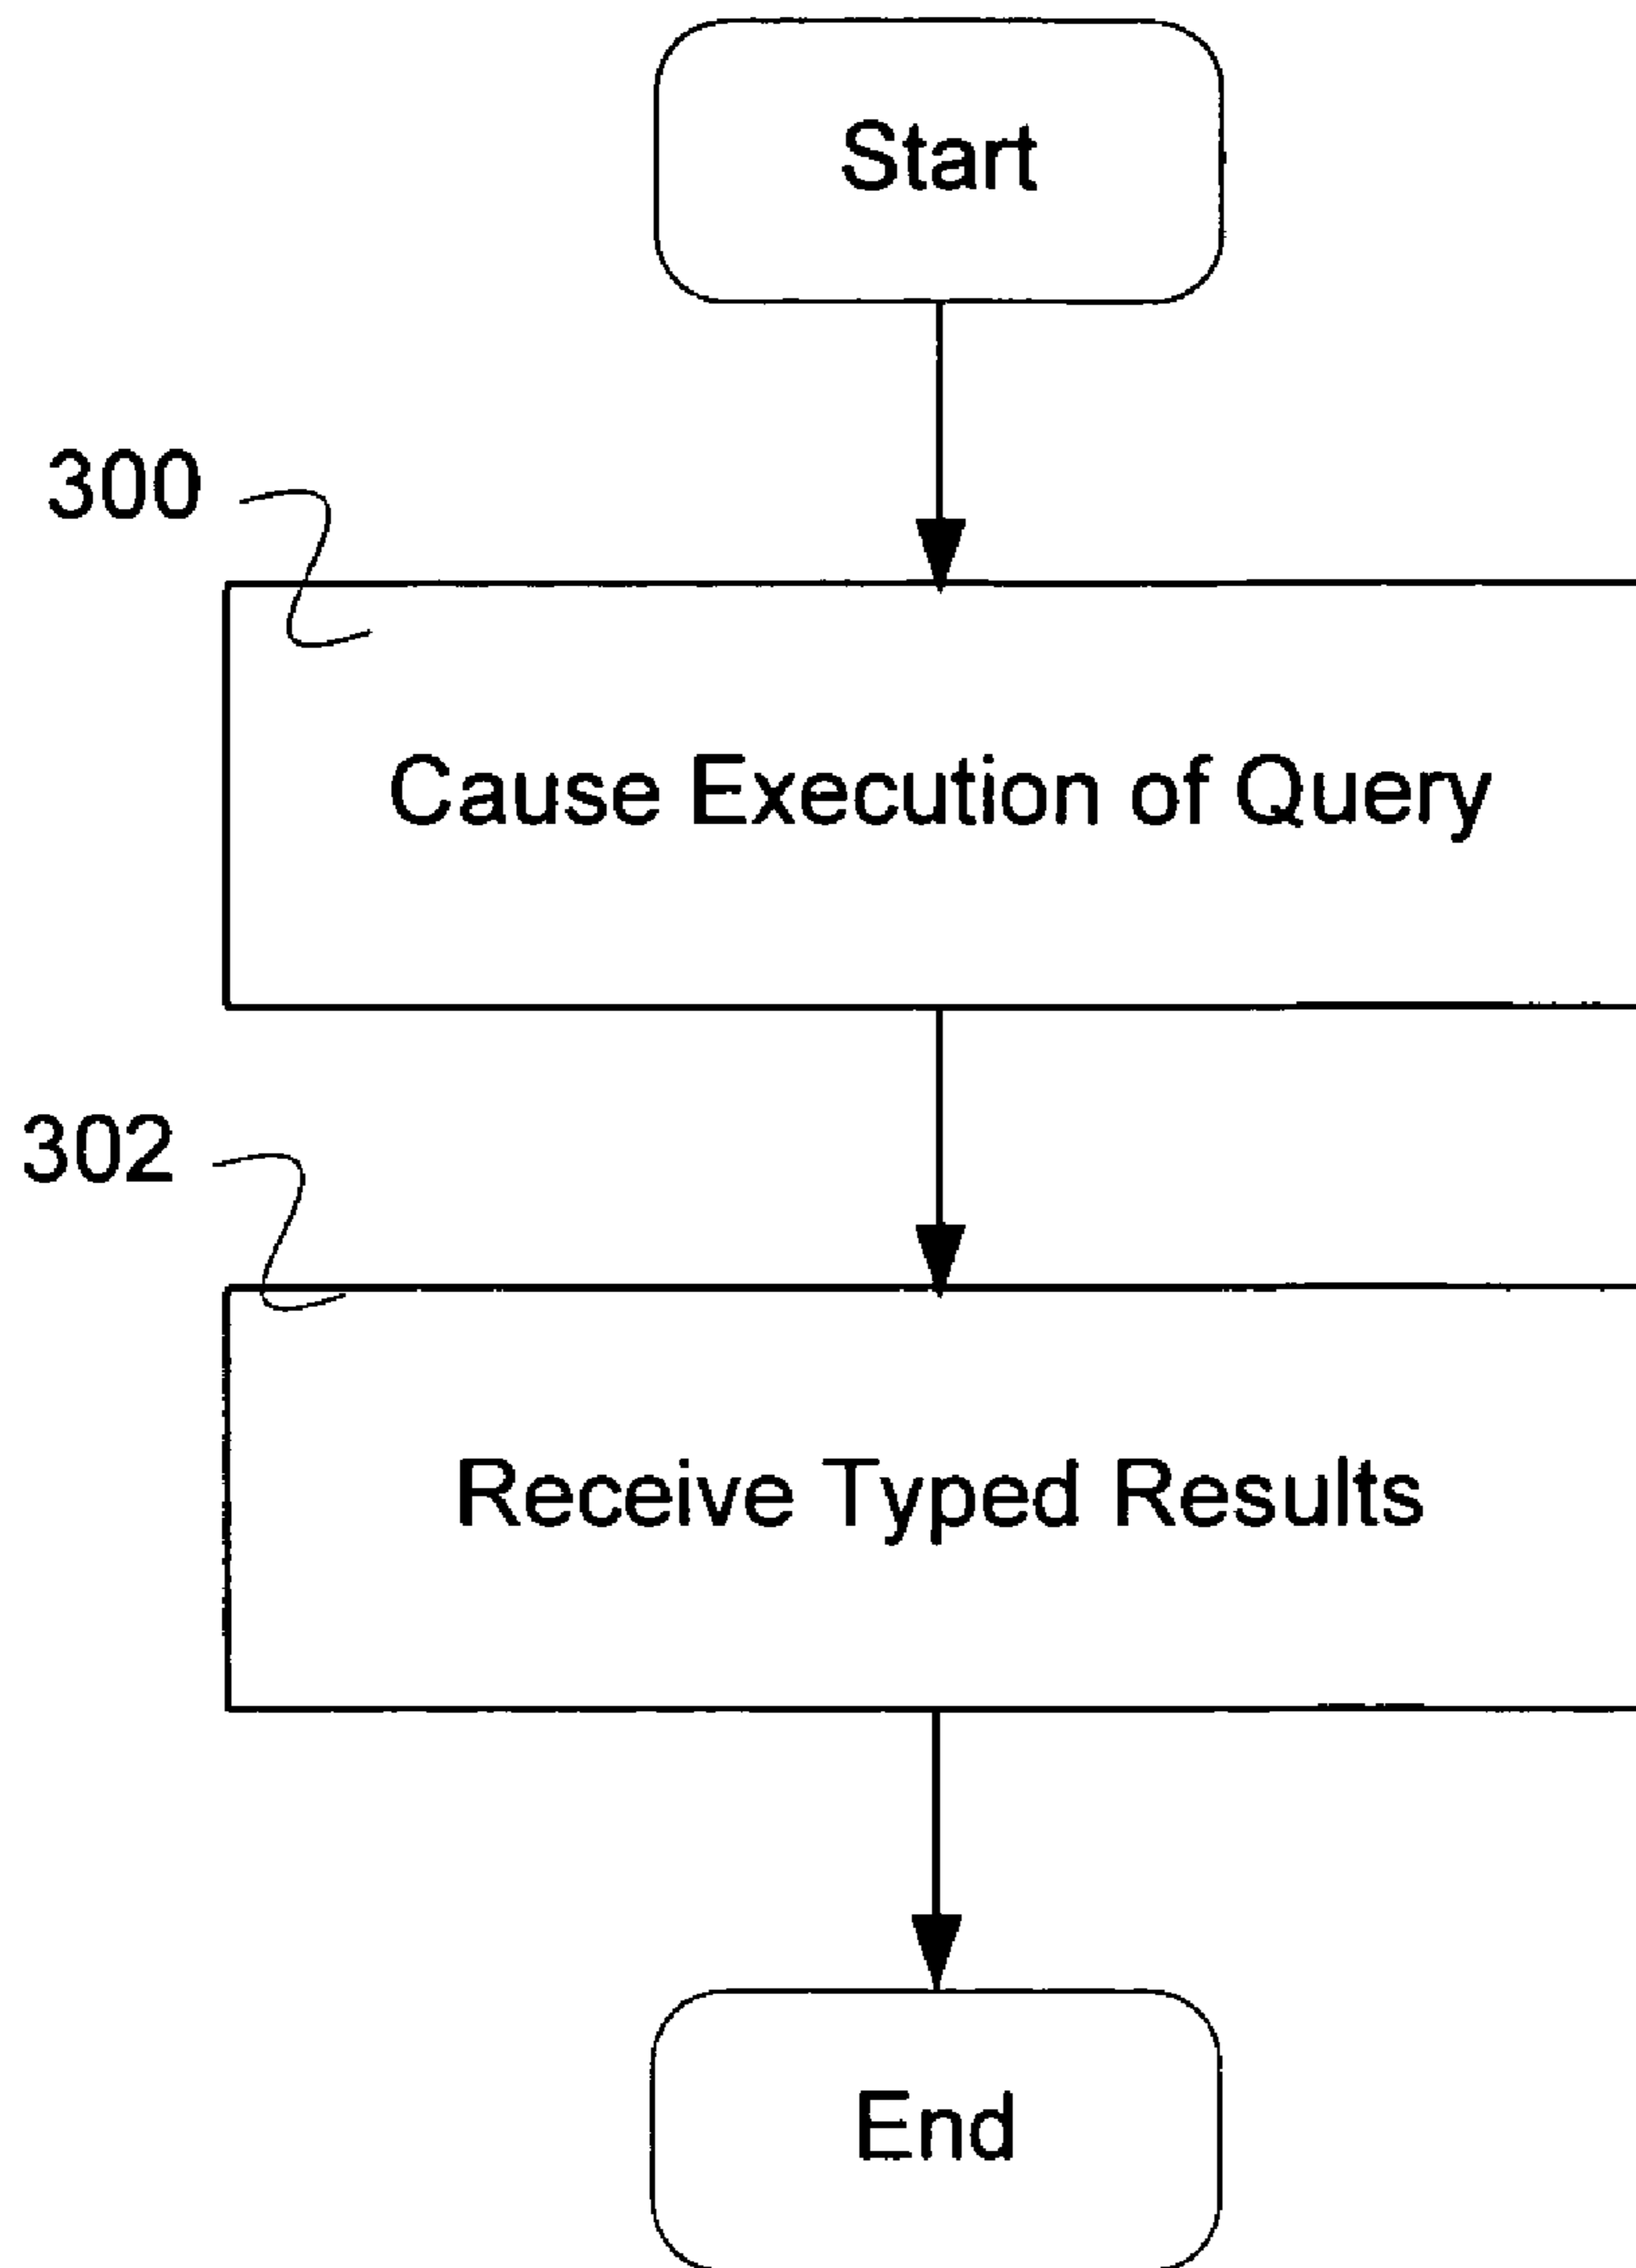 Start
300
Cause Execution of Query
302
Receive Typed Results
End